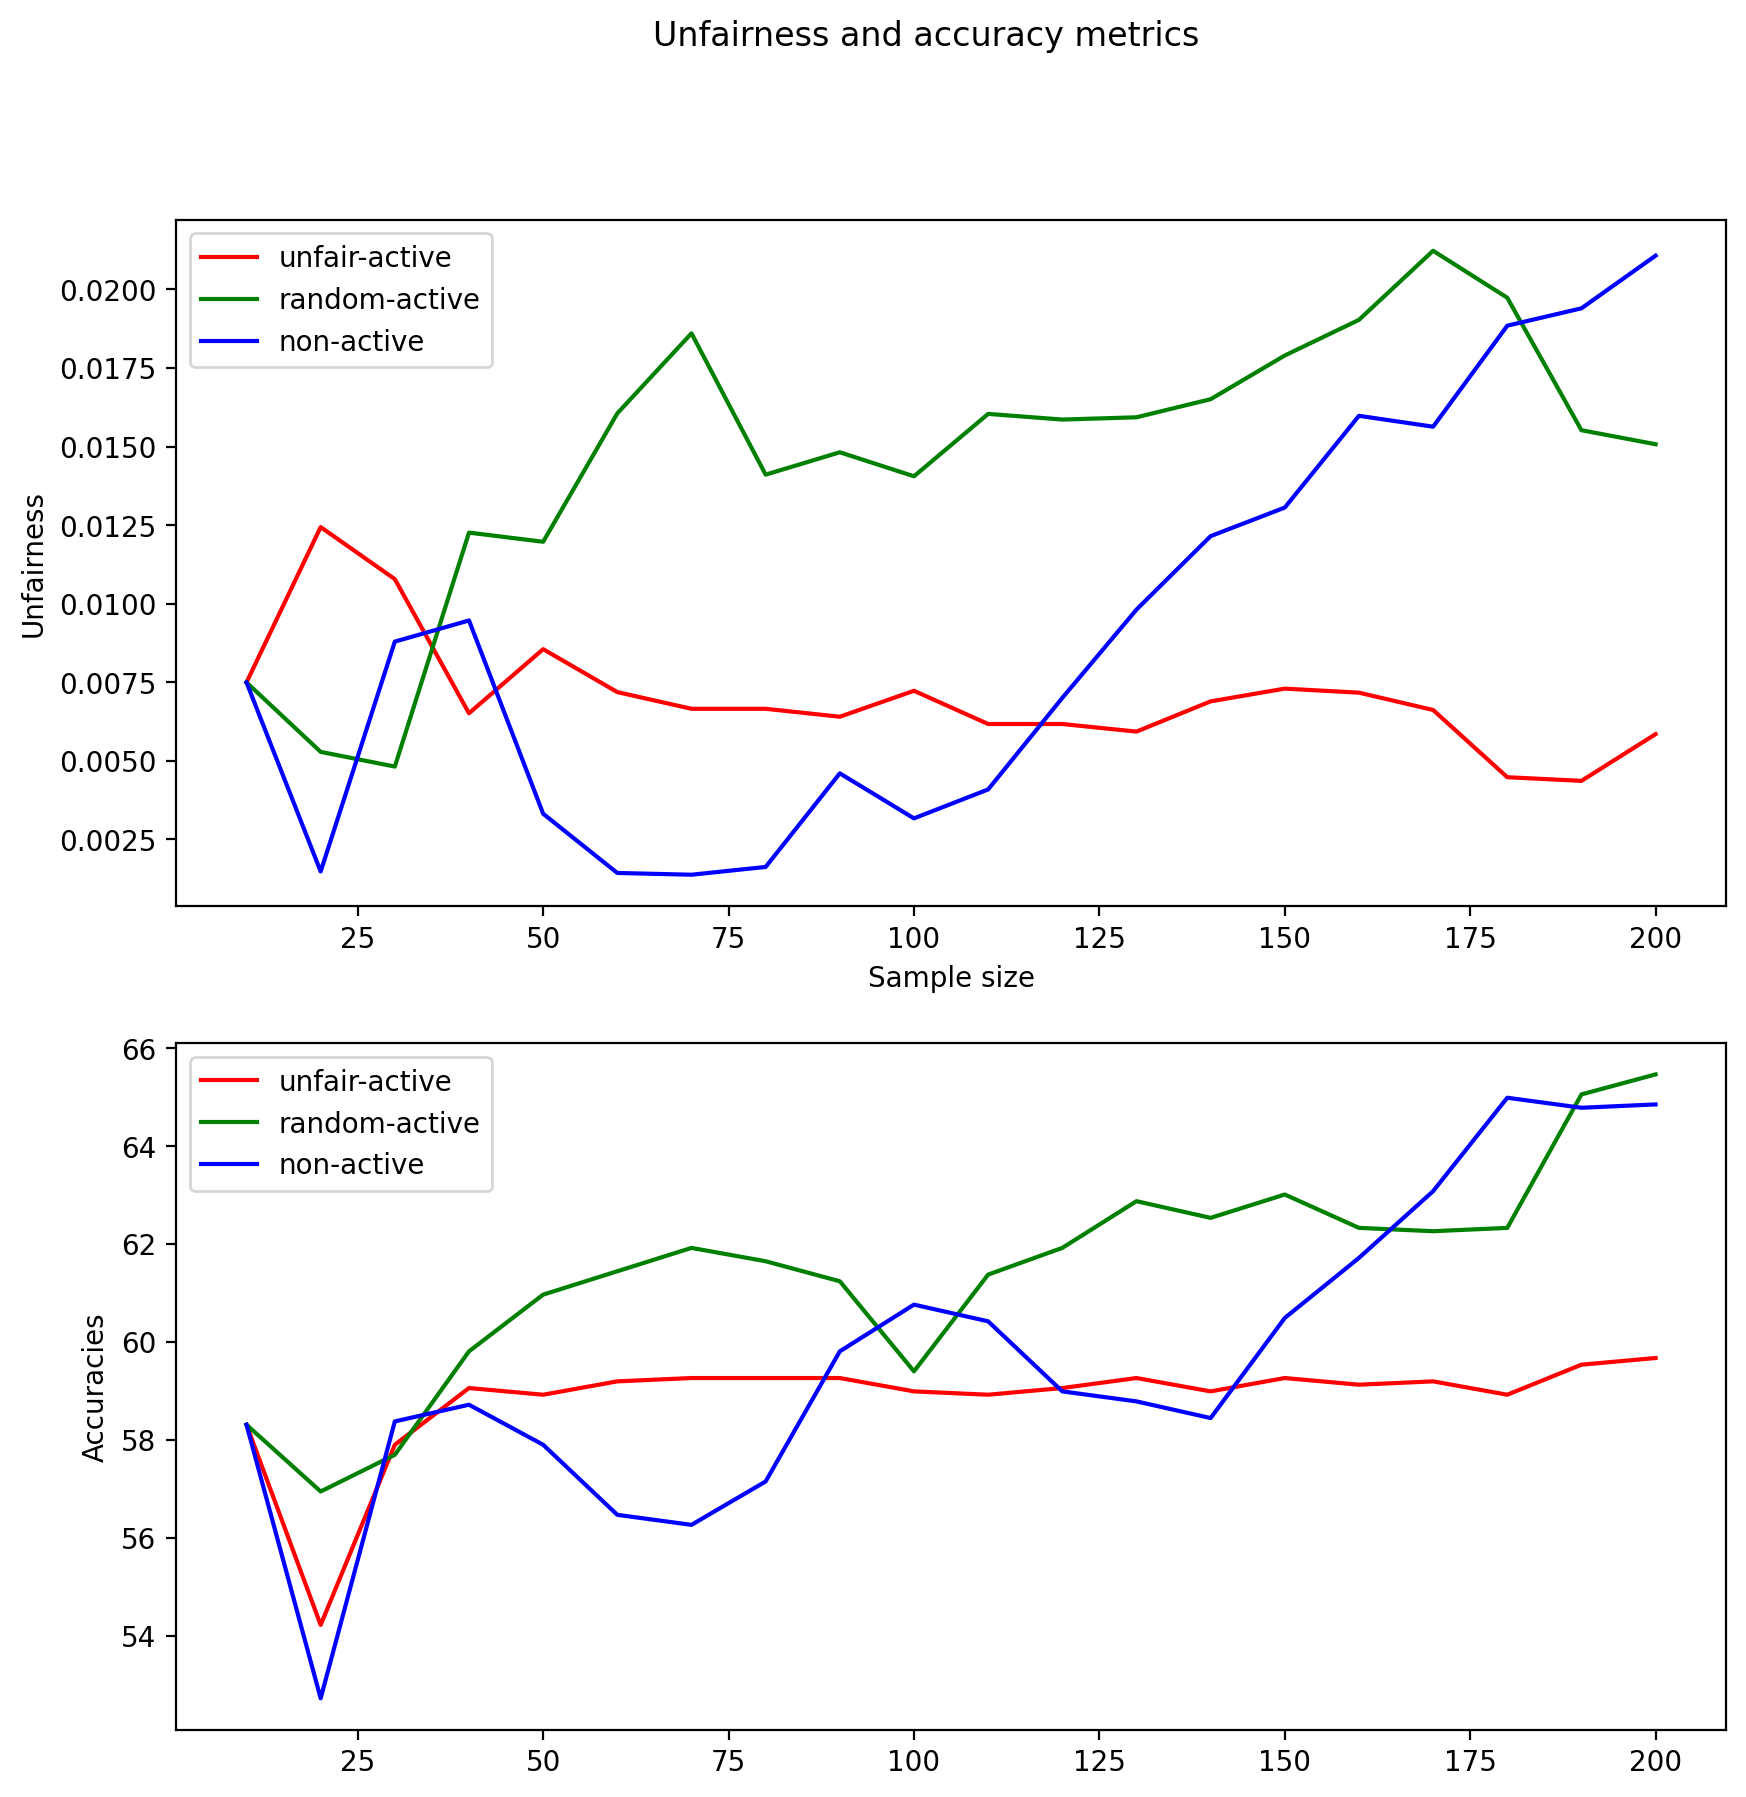 Unfairness and accuracy metrics
unfair-active
random-active
non-active
0.0200
0.0175
0.0150
0.0125
0.0100
0.0075
0.0050
0.0025
Unfairness
25 50 75 100 125 150 175 200
Sample size
unfair-active
random-active
non-active
66
64
62
60
58
56
54
Accuracies
25 50 75 100 125 150 175 200